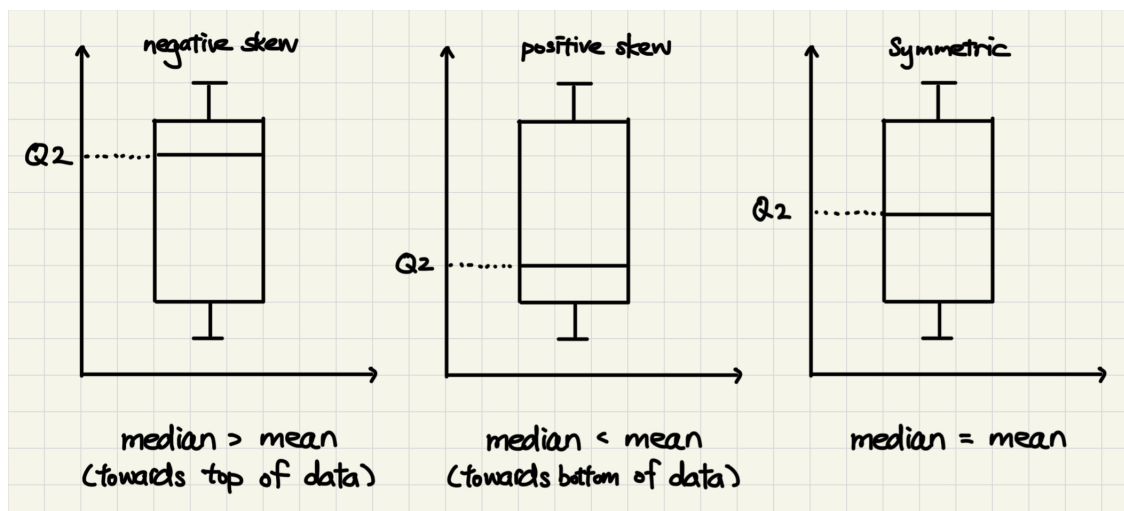 negative skew
Q2
median > mean
(towards top of data)
positive skew
Q2
median < mean
(towards bottom of data)
Symmetric
Q2
median = mean